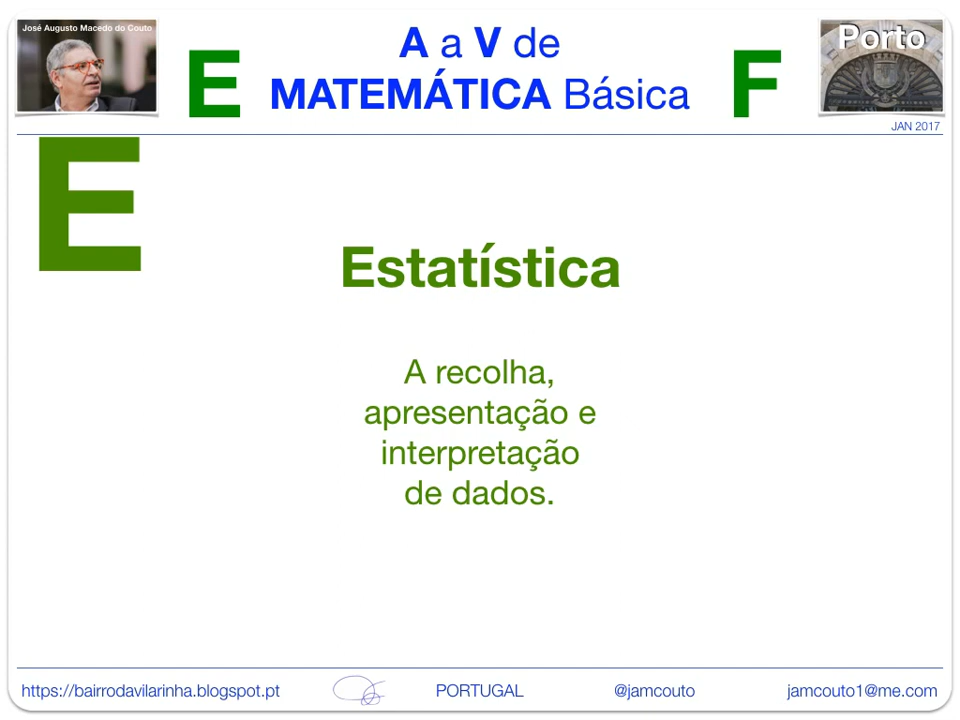 José Augusto Macedo do Couto
E
A a V de
MATEMÁTICA Básica
F
Porto
JAN 2017
E
Estatística
A recolha,
apresentação e
interpretação
de dados.
https://bairrodavilarinha.blogspot.pt
PORTUGAL
@jamcouto
jamcouto1@me.com